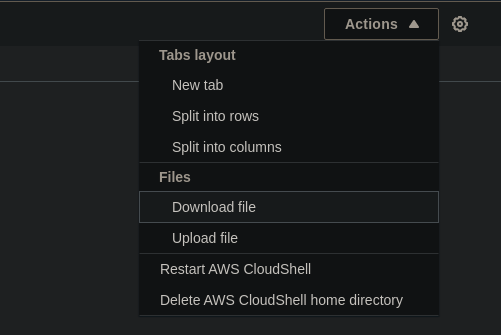 Actions
Tabs layout
New tab
Split into rows
Split into columns
Files
Download file
Upload file
Restart AWS CloudShell
Delete AWS CloudShell home directory